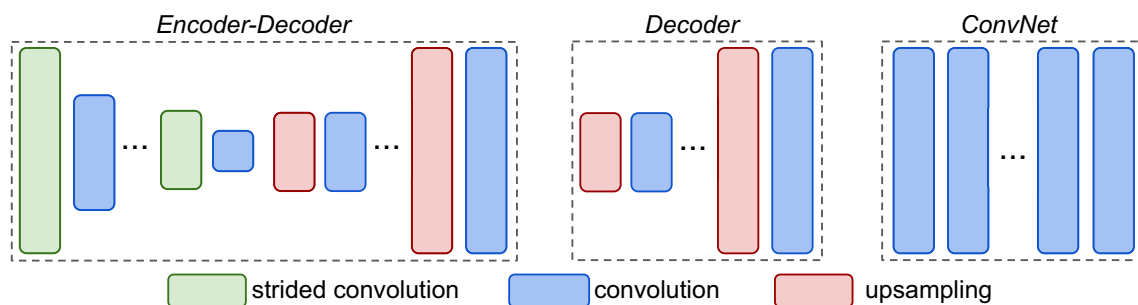 Encoder-Decoder
Decoder
ConvNet
...
...
...
...
strided convolution
convolution
upsampling